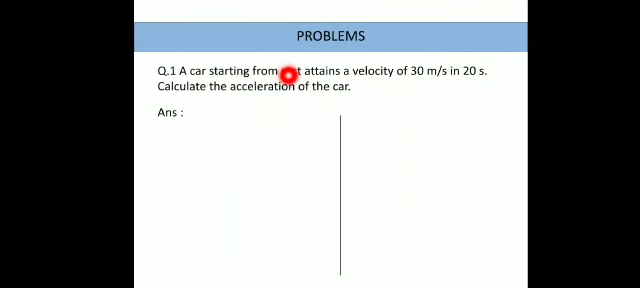 PROBLEMS
Q.1 A car starting from attains a velocity of 30 m/s in 20 s.
Calculate the acceleration of the car.
Ans :